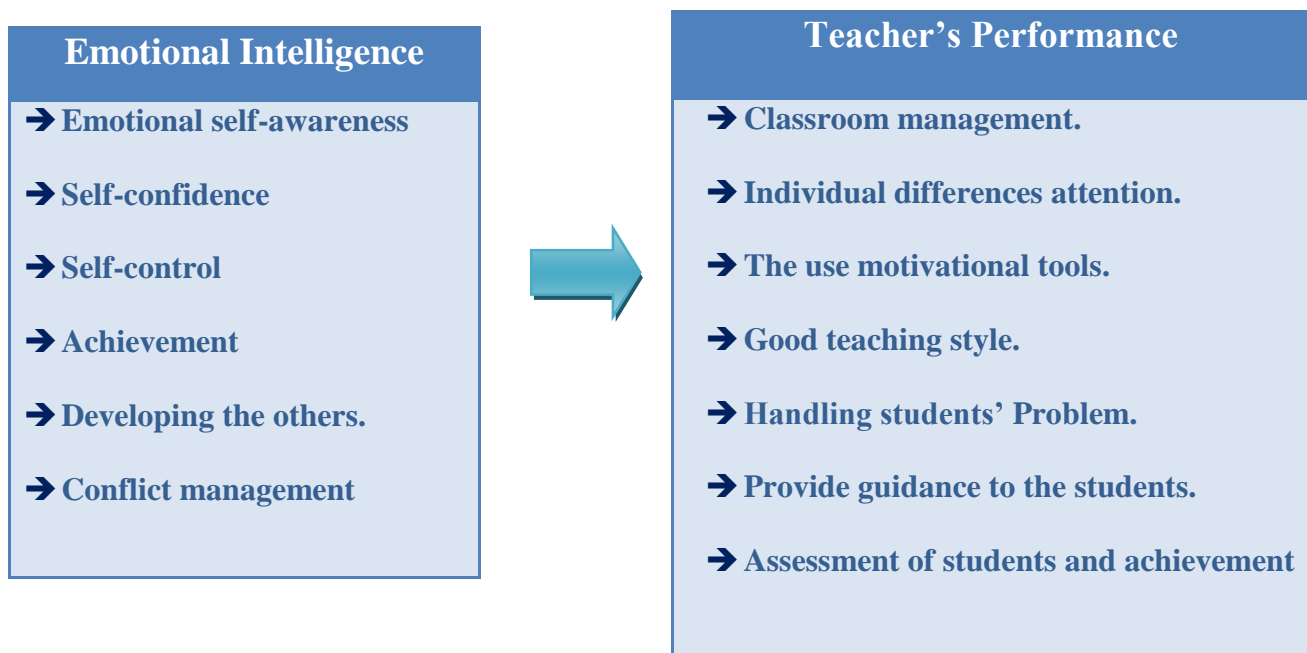 Emotional Intelligence
➔ Emotional self-awareness
➔ Self-confidence
➔ Self-control
➔ Achievement
➔ Developing the others.
➔ Conflict management
Teacher’s Performance
➔ Classroom management.
➔ Individual differences attention.
➔ The use motivational tools.
➔ Good teaching style.
➔ Handling students’ Problem.
➔ Provide guidance to the students.
➔ Assessment of students and achievement